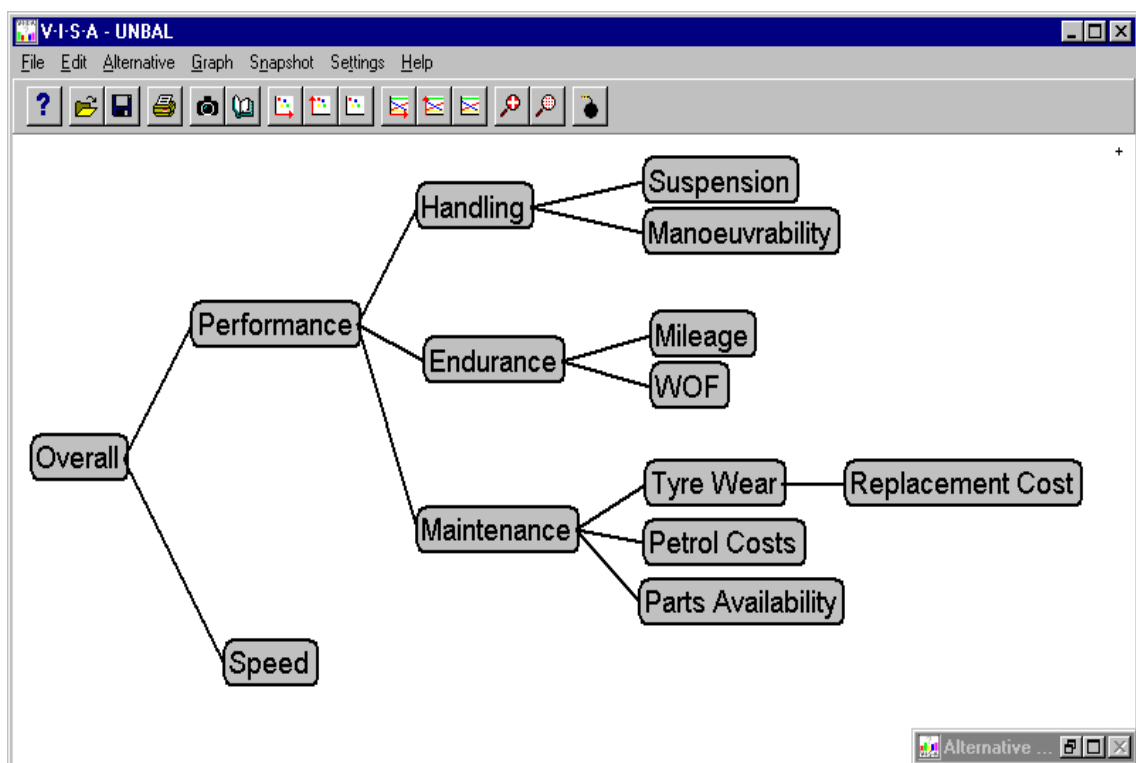 V·I·S·A - UNBAL
File Edit Alternative Graph Snapshot Settings Help
?
Suspension
Handling
Manoeuvrability
Performance
Mileage
Endurance
WOF
Overall
Tyre Wear
Replacement Cost
Maintenance
Petrol Costs
Parts Availability
Speed
Alternative ...